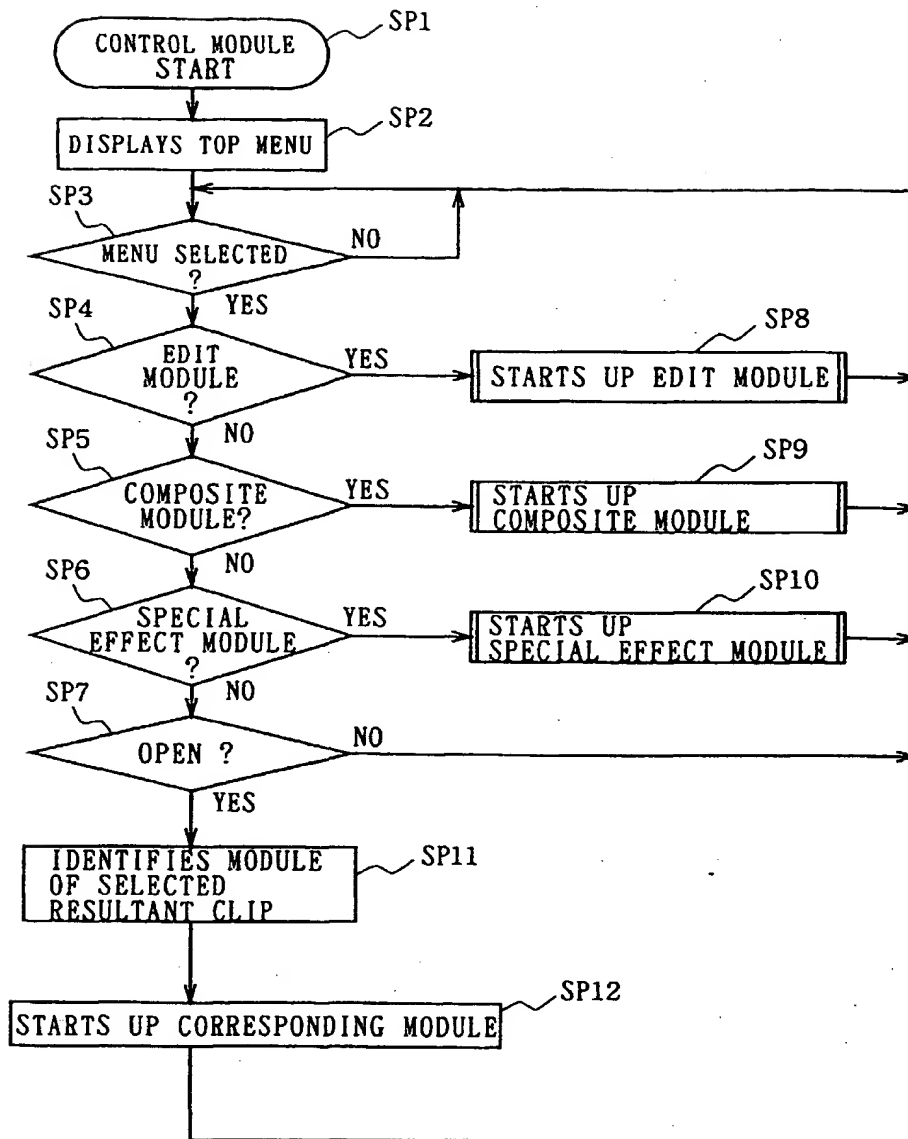 SP1
CONTROL MODULE
START
SP2
DISPLAYS TOP MENU
SP3
MENU SELECTED
?
NO
YES
SP4
EDIT
MODULE
?
YES
NO
SP8
STARTS UP EDIT MODULE
SP5
COMPOSITE
MODULE?
YES
NO
SP9
STARTS UP
COMPOSITE MODULE
SP6
SPECIAL
EFFECT MODULE
?
YES
NO
SP10
STARTS UP
SPECIAL EFFECT MODULE
SP7
OPEN ?
NO
YES
IDENTIFIES MODULE
OF SELECTED
RESULTANT CLIP
SP11
SP12
STARTS UP CORRESPONDING MODULE